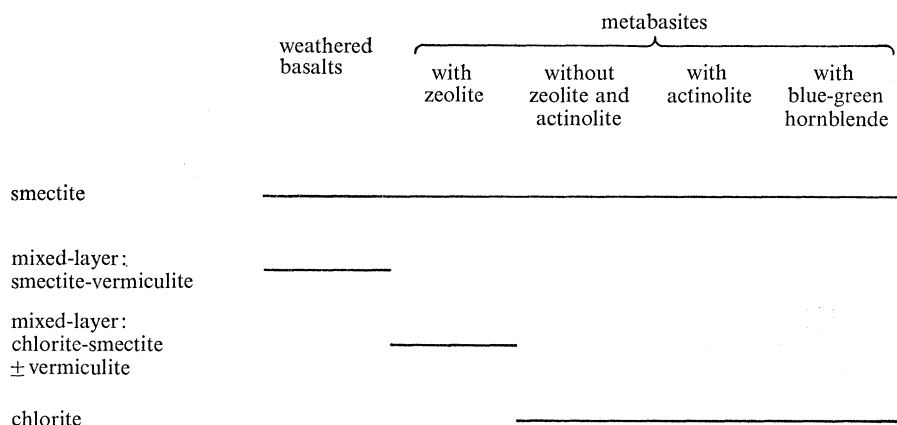 metabasites
weathered
basalts
with
zeolite
without
zeolite and
actinolite
with
actinolite
with
blue-green
hornblende
smectite
mixed-layer:
smectite-vermiculite
mixed-layer:
chlorite-smectite
± vermiculite
chlorite